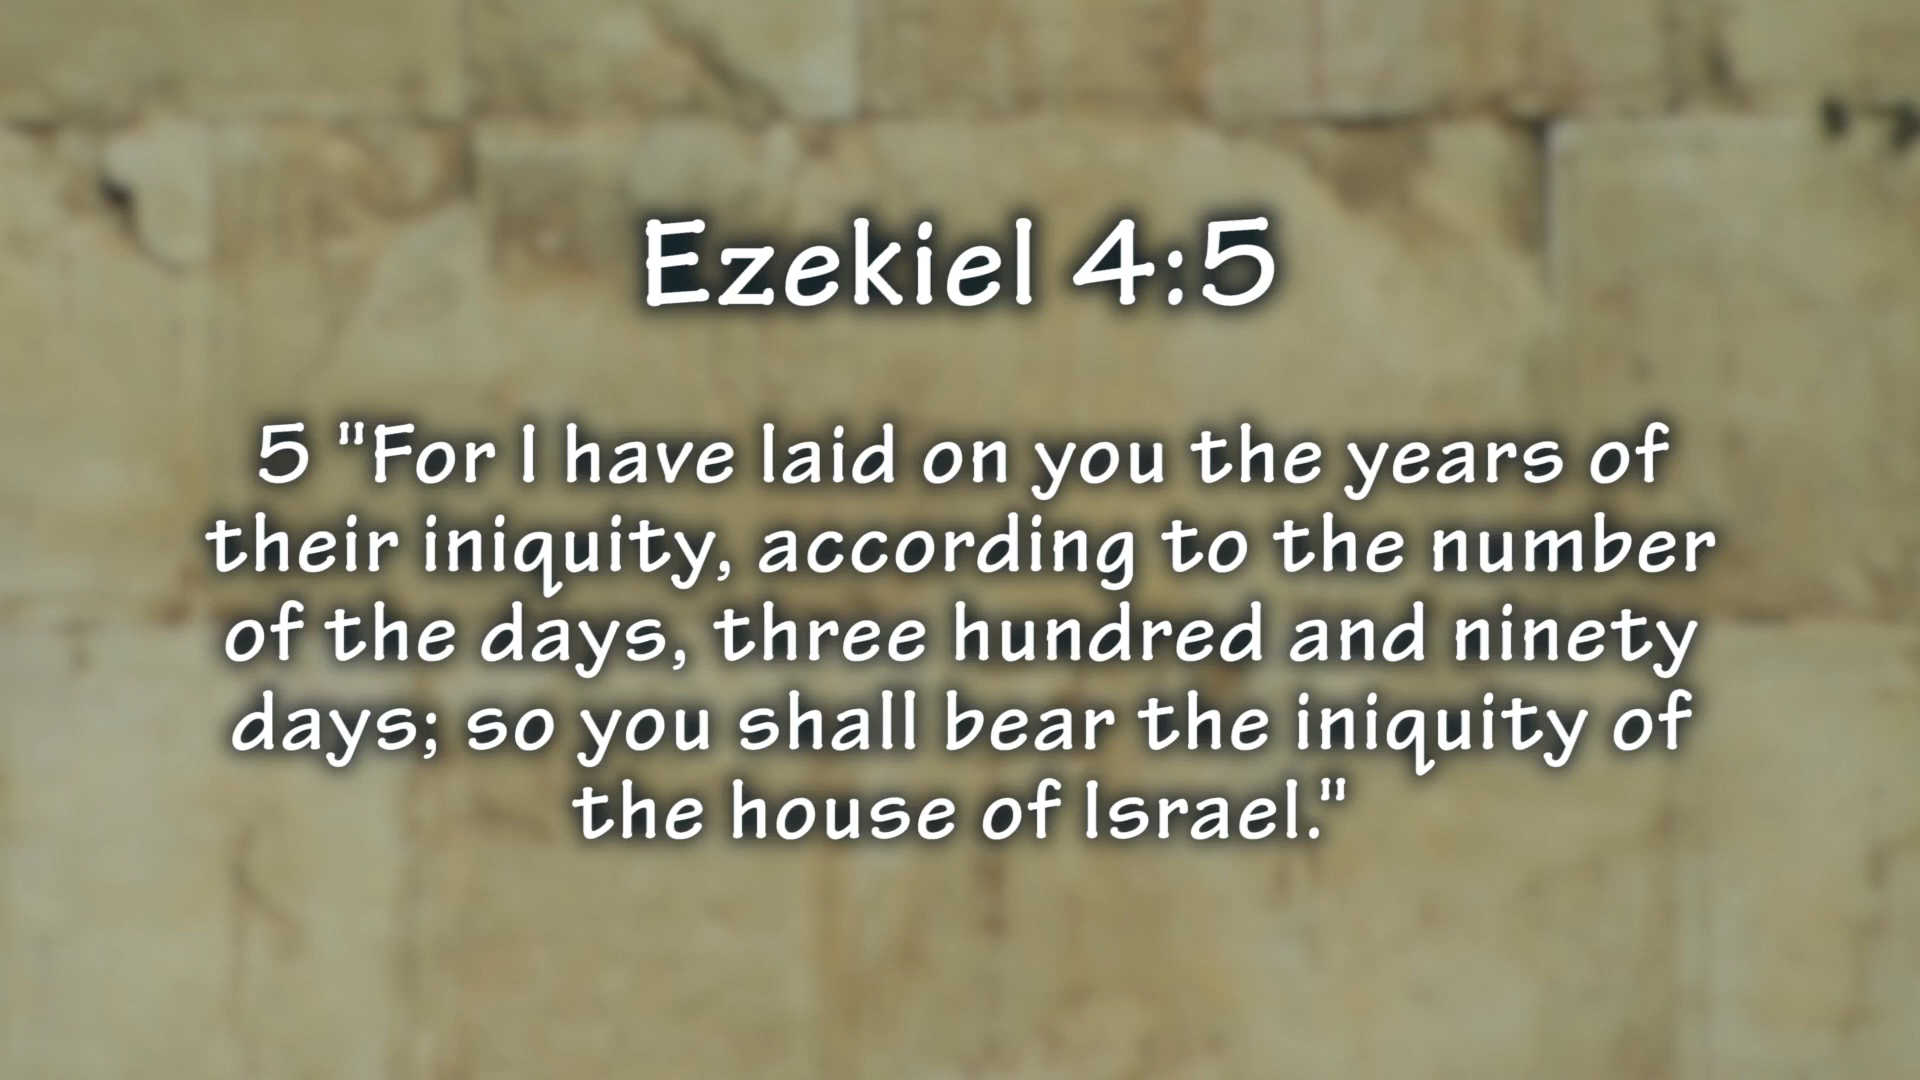 Ezekiel 4:5
5 "For I have laid on you the years of
their iniquity, according to the number
of the days, three hundred and ninety
days; so you shall bear the iniquity of
the house of Israel."